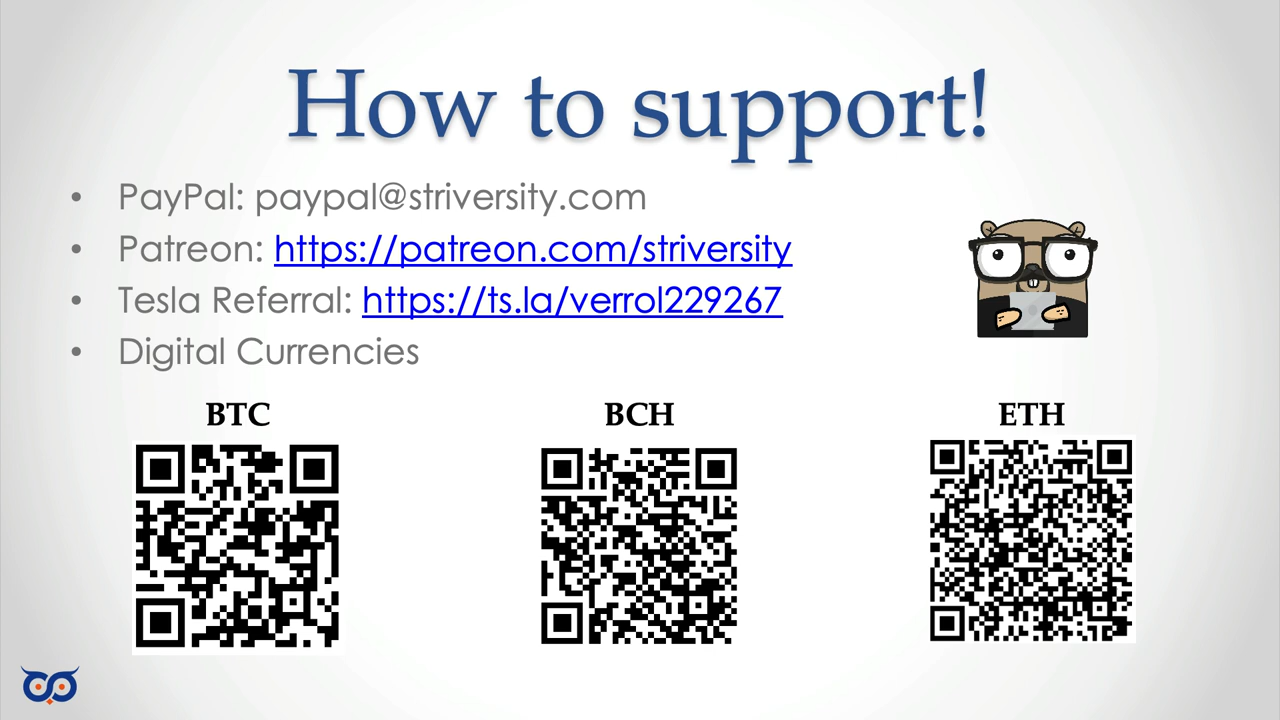 How to support!
• PayPal: paypal@striversity.com
• Patreon: https://patreon.com/striversity
• Tesla Referral: https://ts.la/verrol229267
• Digital Currencies
BTC
BCH
ETH